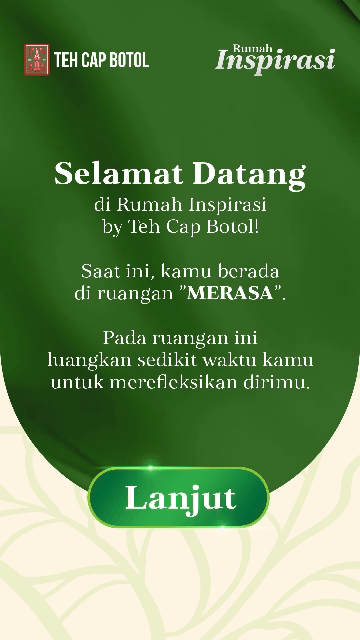 TEH CAP BOTOL
Rumah
Inspirasi
Selamat Datang
di Rumah Inspirasi
by Teh Cap Botol!
Saat ini, kamu berada
di ruangan "MERASA".
Pada ruangan ini
luangkan sedikit waktu kamu
untuk merefleksikan dirimu.
Lanjut